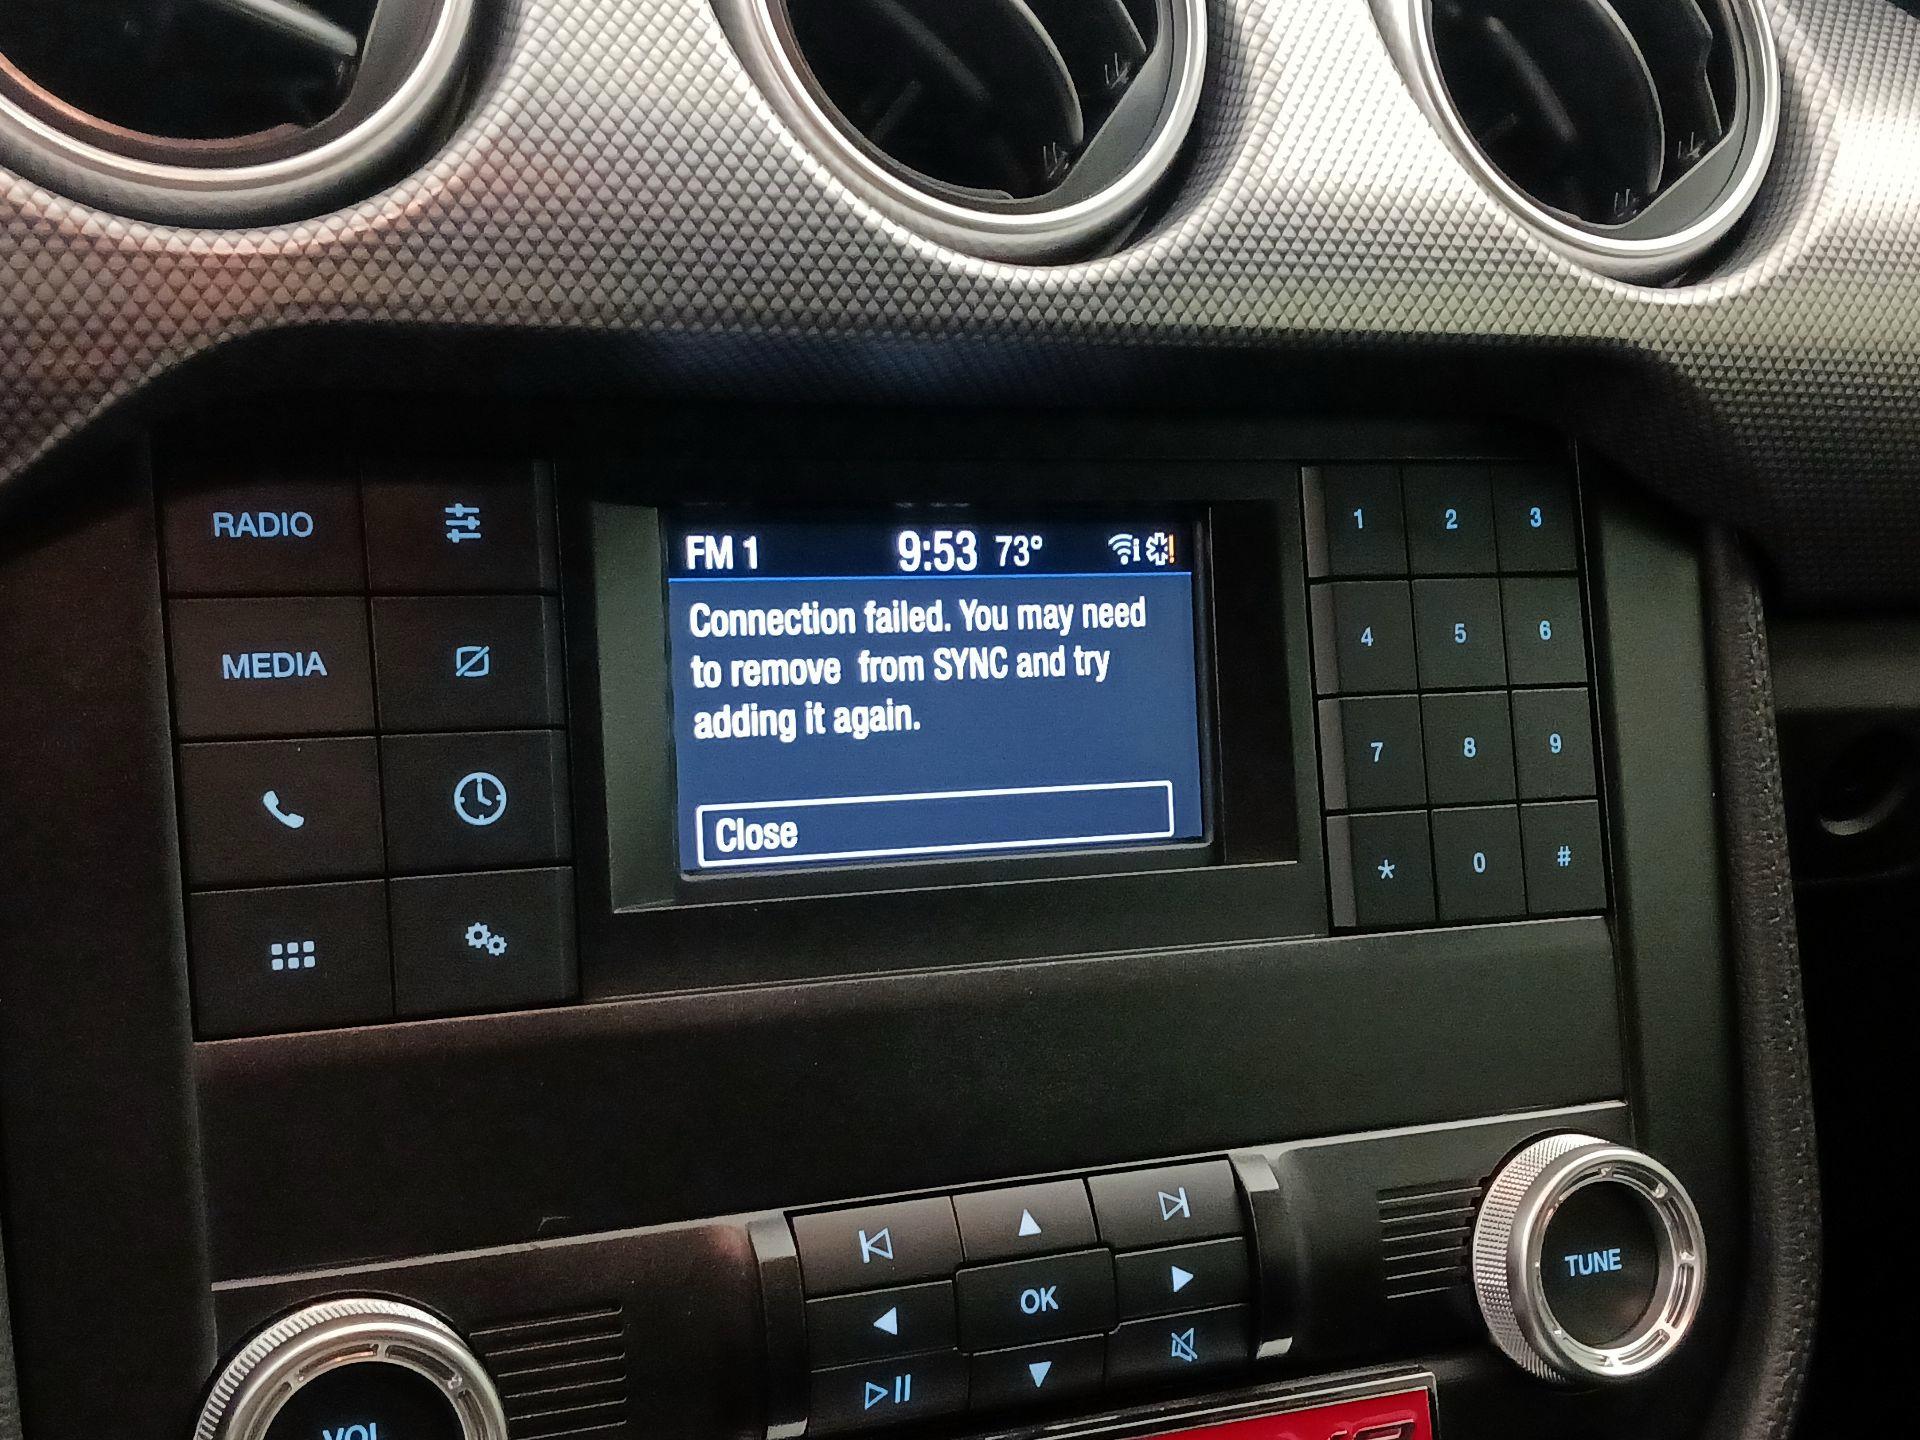 FM 1 9:53 73°
Connection failed. You may need
to remove from SYNC and try
adding it again.
Close
RADIO
MEDIA
1 2 3
4 5 6
7 8 9
* 0 #
OK
TUNE
VOL